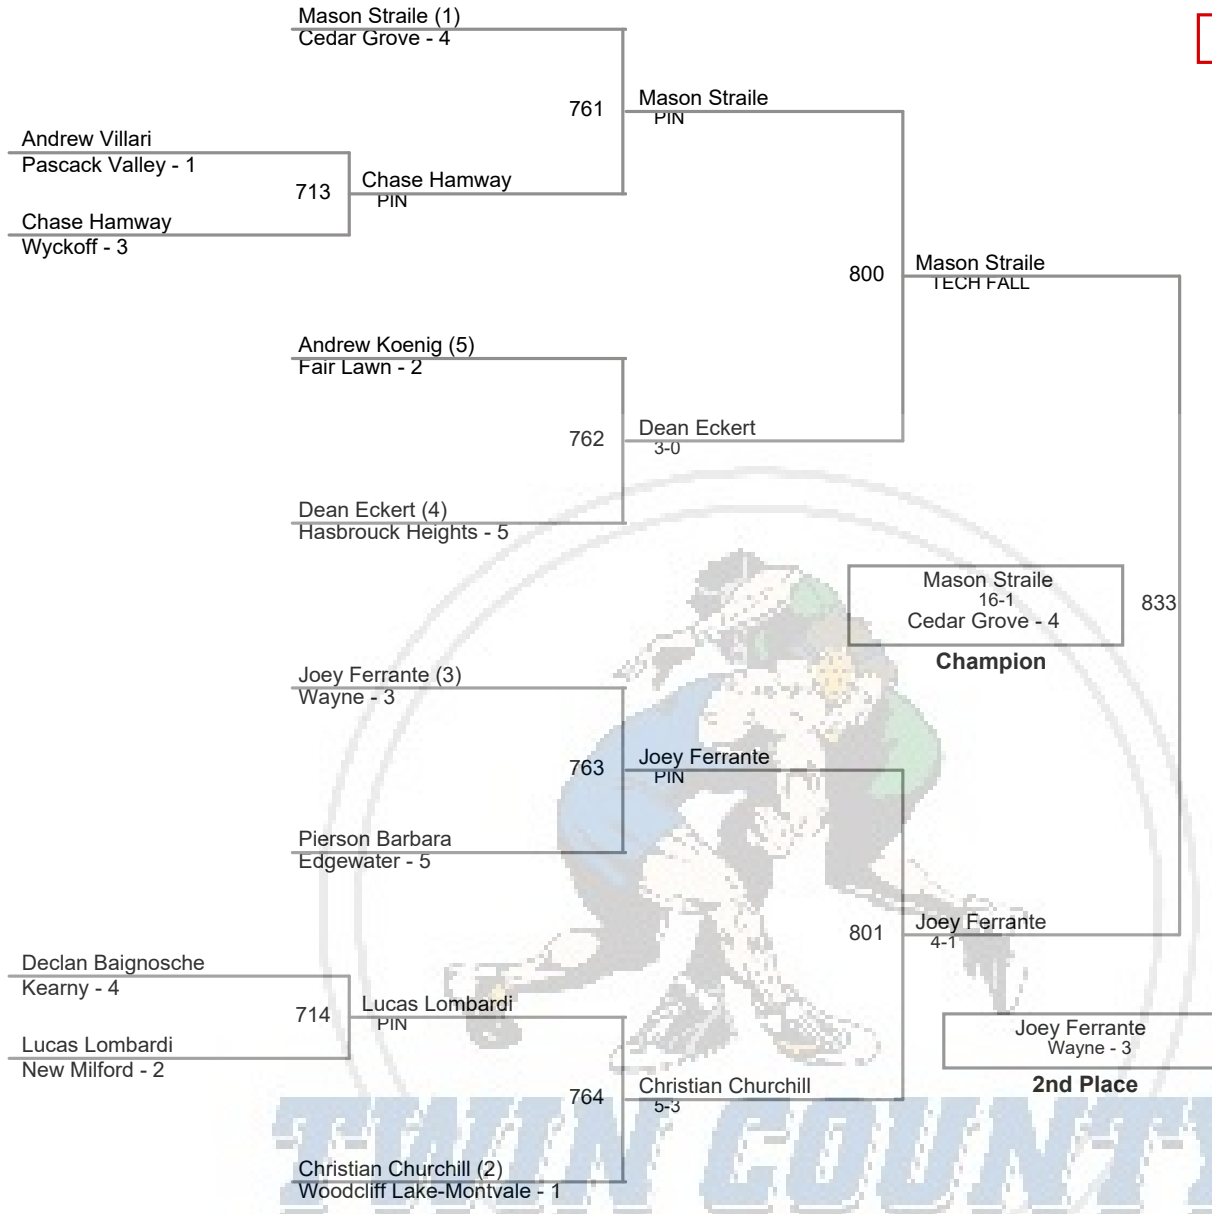 Mason Straile (1)
Cedar Grove - 4
761
Mason Straile
PIN
Andrew Villari
Pascack Valley - 1
713
Chase Hamway
PIN
Chase Hamway
Wyckoff - 3
800
Mason Straile
TECH FALL
Andrew Koenig (5)
Fair Lawn - 2
762
Dean Eckert
3-0
Dean Eckert (4)
Hasbrouck Heights - 5
Mason Straile
16-1
Cedar Grove - 4
833
Champion
Joey Ferrante (3)
Wayne - 3
763
Joey Ferrante
PIN
Pierson Barbara
Edgewater - 5
801
Joey Ferrante
4-1
Declan Baignosche
Kearny - 4
714
Lucas Lombardi
PIN
Lucas Lombardi
New Milford - 2
Joey Ferrante
Wayne - 3
2nd Place
764
Christian Churchill
5-3
Christian Churchill (2)
Woodcliff Lake-Montvale - 1
TWIN COUNTY